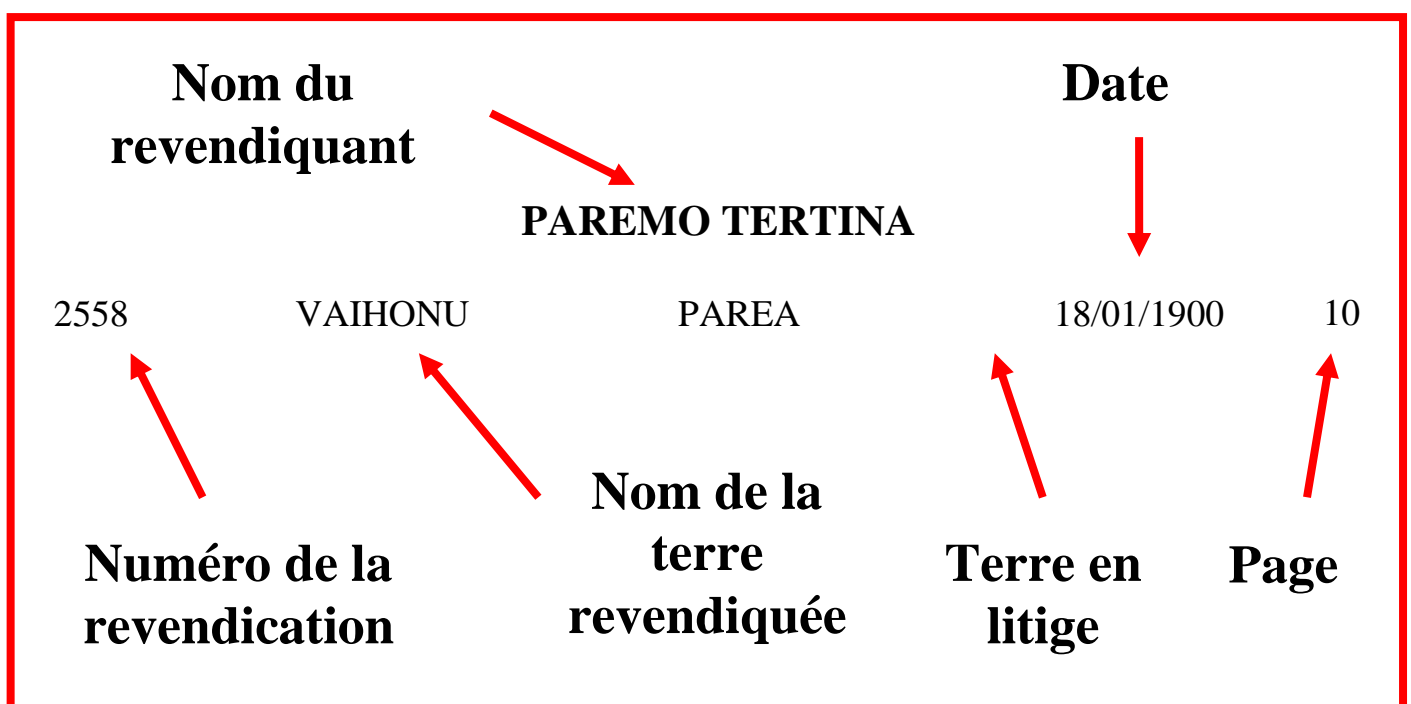 Nom du
revendiquant
Date
PAREMO TERTINA
2558 VAIHONU PAREA 18/01/1900 10
Numéro de la
revendication
Nom de la
terre
revendiquée
Terre en
litige
Page